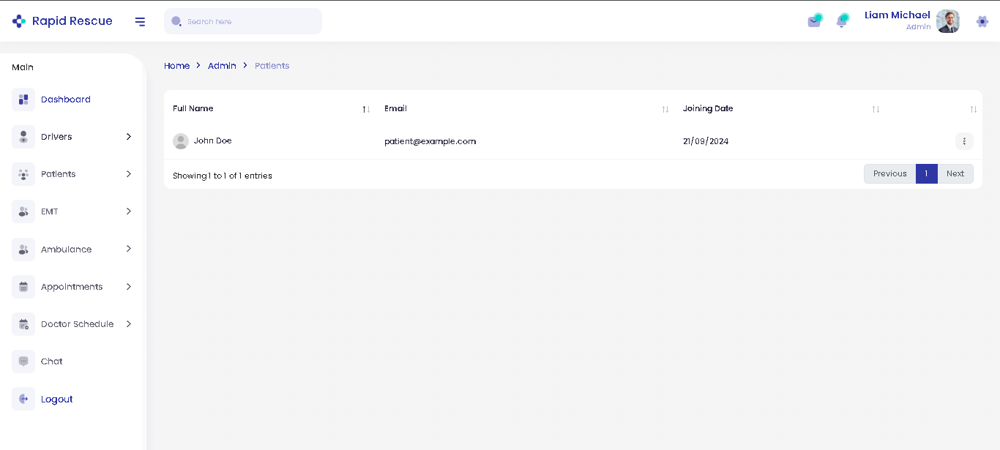 Rapid Rescue
Search here
Liam Michael
Admin
Main
Dashboard
Drivers
Patients
EMT
Ambulance
Appointments
Doctor Schedule
Chat
Logout
Home Admin Patients
Full Name Email Joining Date
John Doe patient@example.com 21/09/2024
Showing 1 to 1 of 1 entries
Previous 1 Next